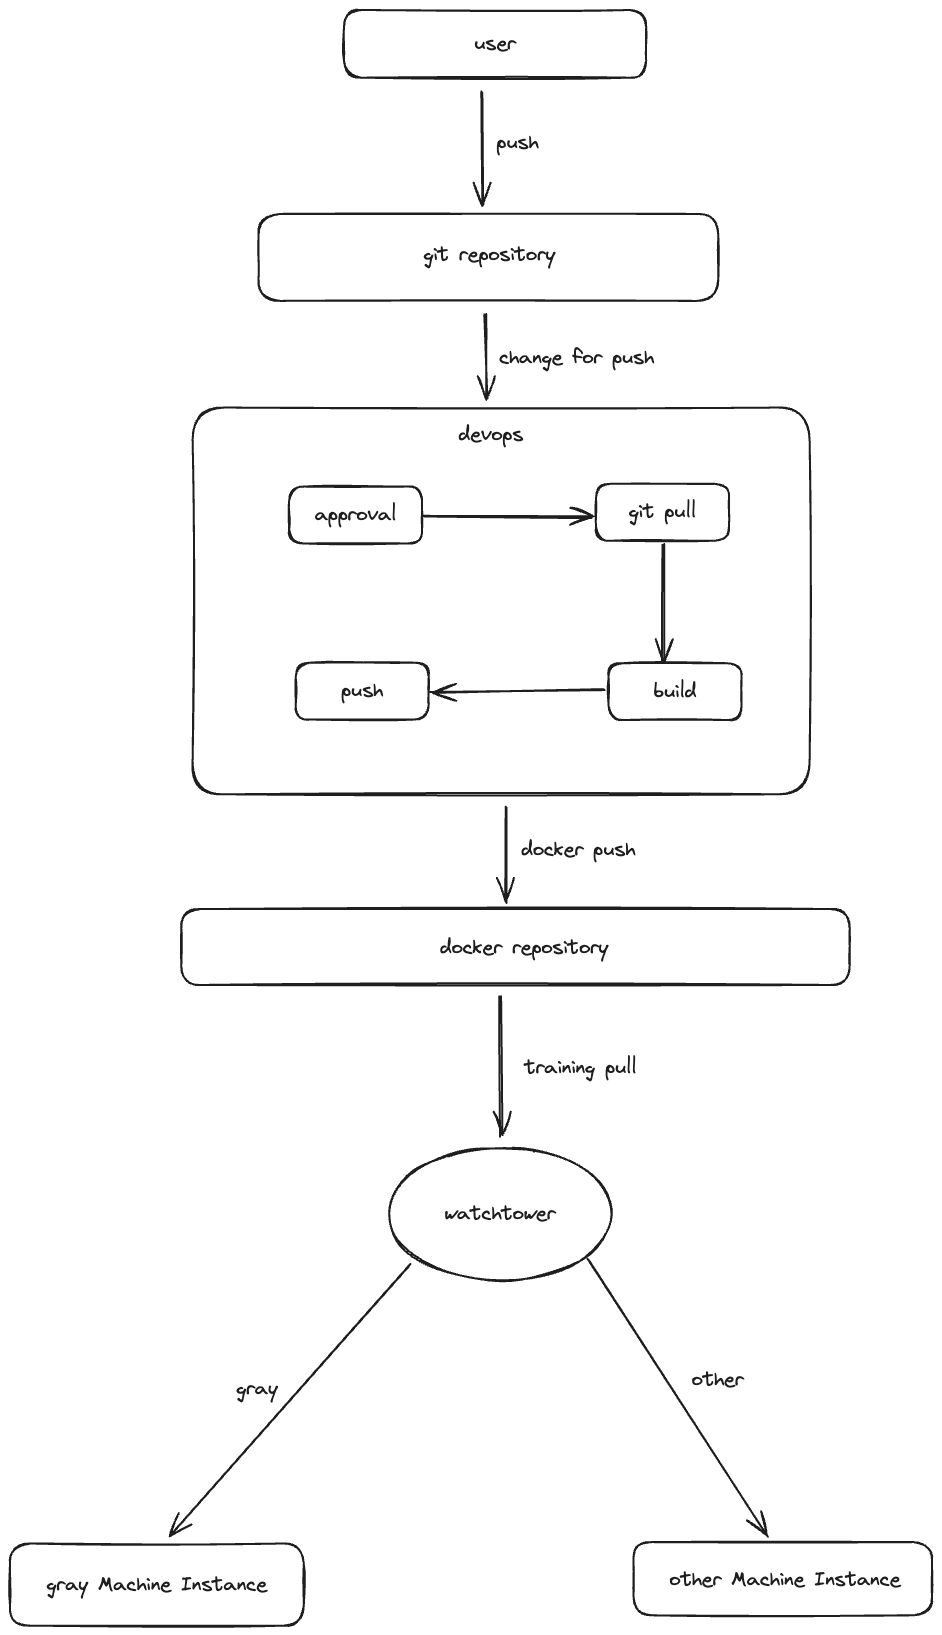 user
push
git repository
change for push
devops
approval
git pull
push
build
docker push
docker repository
training pull
watchtower
gray
other
gray Machine Instance
other Machine Instance